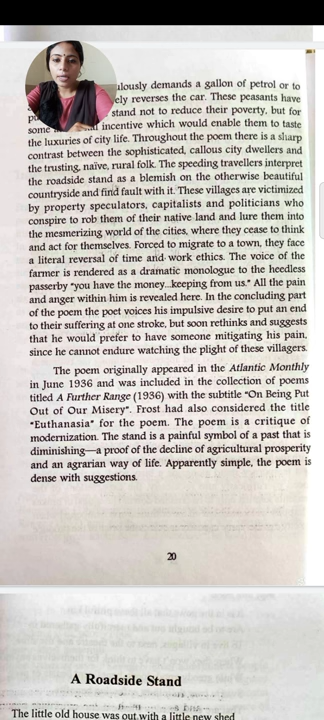 ulously demands a gallon of petrol or to
ely reverses the car. These peasants have
stand not to reduce their poverty, but for
some incentive which would enable them to taste
the luxuries of city life. Throughout the poem there is a sharp
contrast between the sophisticated, callous city dwellers and
the trusting, naïve, rural folk. The speeding travellers interpret
the roadside stand as a blemish on the otherwise beautiful
countryside and find fault with it. These villages are victimized
by property speculators, capitalists and politicians who
conspire to rob them of their native land and lure them into
the mesmerizing world of the cities, where they cease to think
and act for themselves. Forced to migrate to a town, they face
a literal reversal of time and work ethics. The voice of the
farmer is rendered as a dramatic monologue to the heedless
passerby "you have the money...keeping from us." All the pain
and anger within him is revealed here. In the concluding part
of the poem the poet voices his impulsive desire to put an end
to their suffering at one stroke, but soon rethinks and suggests
that he would prefer to have someone mitigating his pain,
since he cannot endure watching the plight of these villagers.
The poem originally appeared in the Atlantic Monthly
in June 1936 and was included in the collection of poems
titled A Further Range (1936) with the subtitle "On Being Put
Out of Our Misery". Frost had also considered the title
"Euthanasia" for the poem. The poem is a critique of
modernization. The stand is a painful symbol of a past that is
diminishing—a proof of the decline of agricultural prosperity
and an agrarian way of life. Apparently simple, the poem is
dense with suggestions.
20
A Roadside Stand
The little old house was out with a little new shed